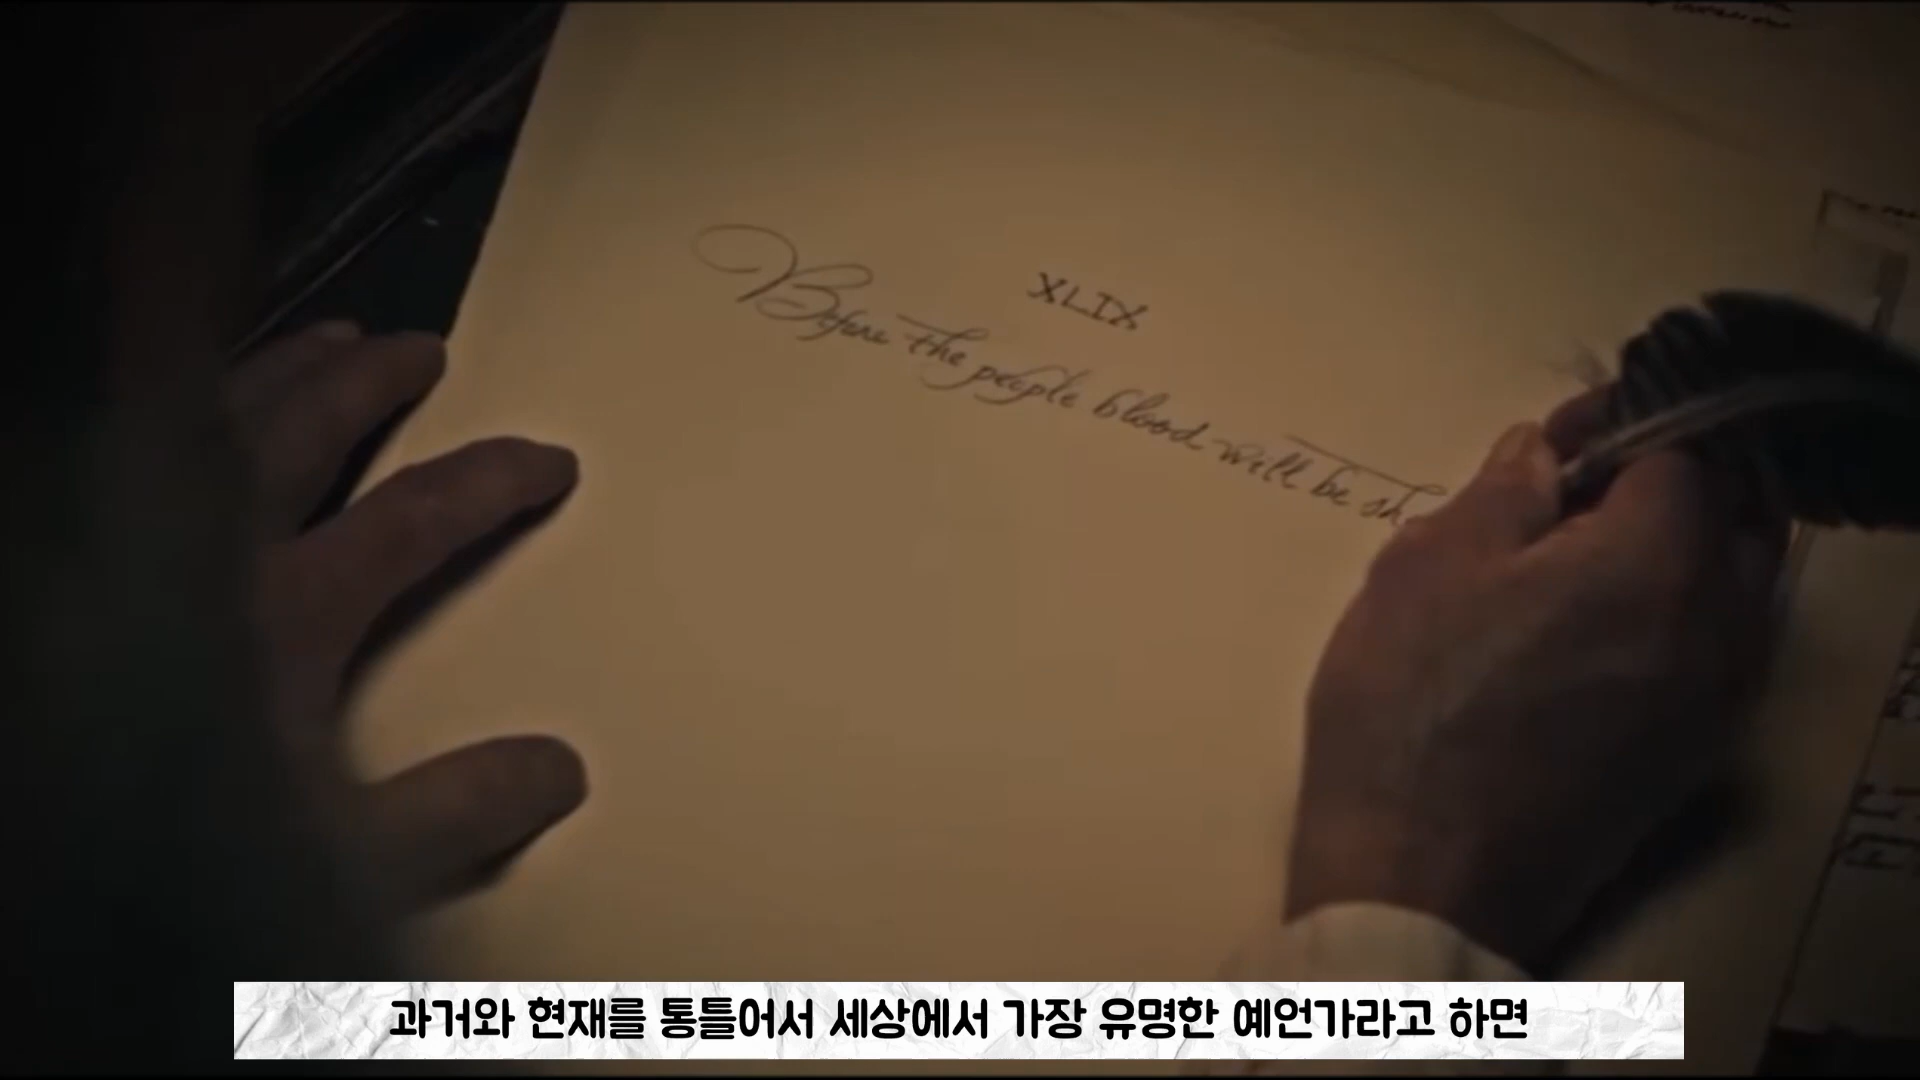 XLIX
Before the people blood will be sh
과거와 현재를 통틀어서 세상에서 가장 유명한 예언가라고 하면